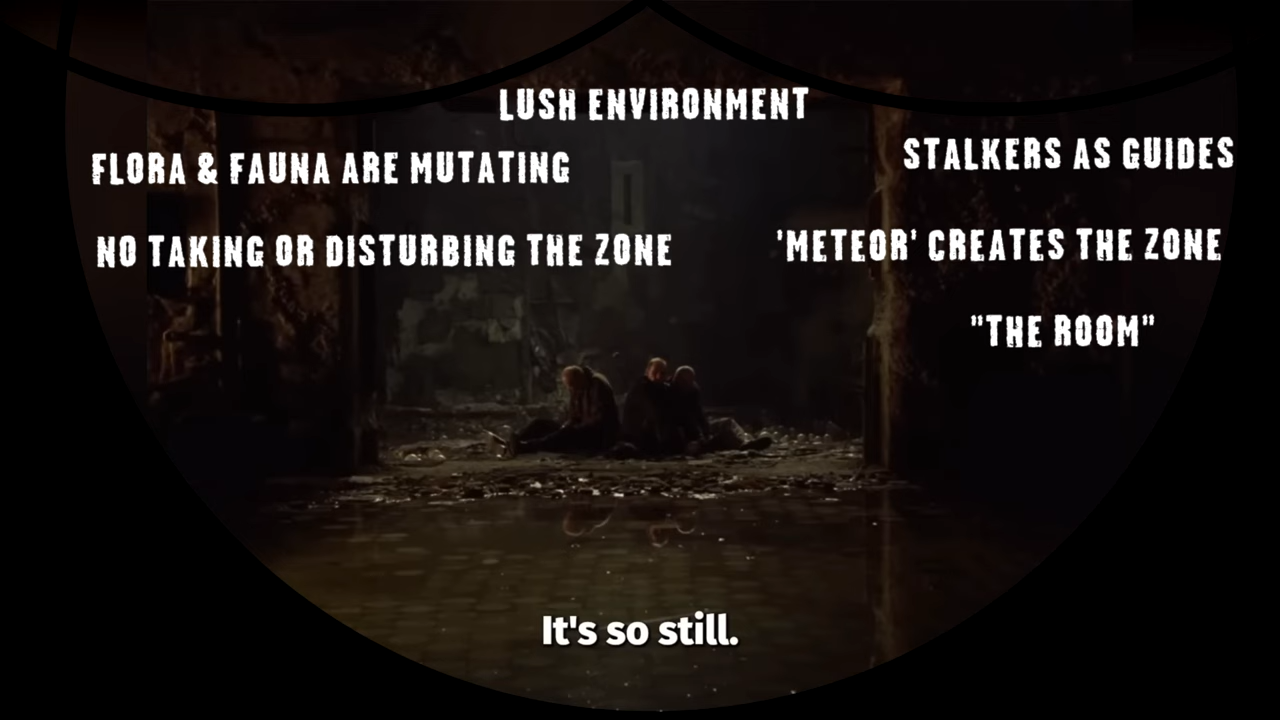 LUSH ENVIRONMENT
FLORA & FAUNA ARE MUTATING
STALKERS AS GUIDES
NO TAKING OR DISTURBING THE ZONE
'METEOR' CREATES THE ZONE
"THE ROOM"
It's so still.